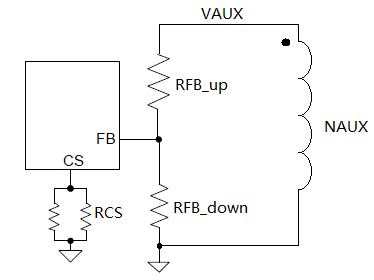 VAUX
RFB_up
NAUX
FB
CS
RCS
RFB_down